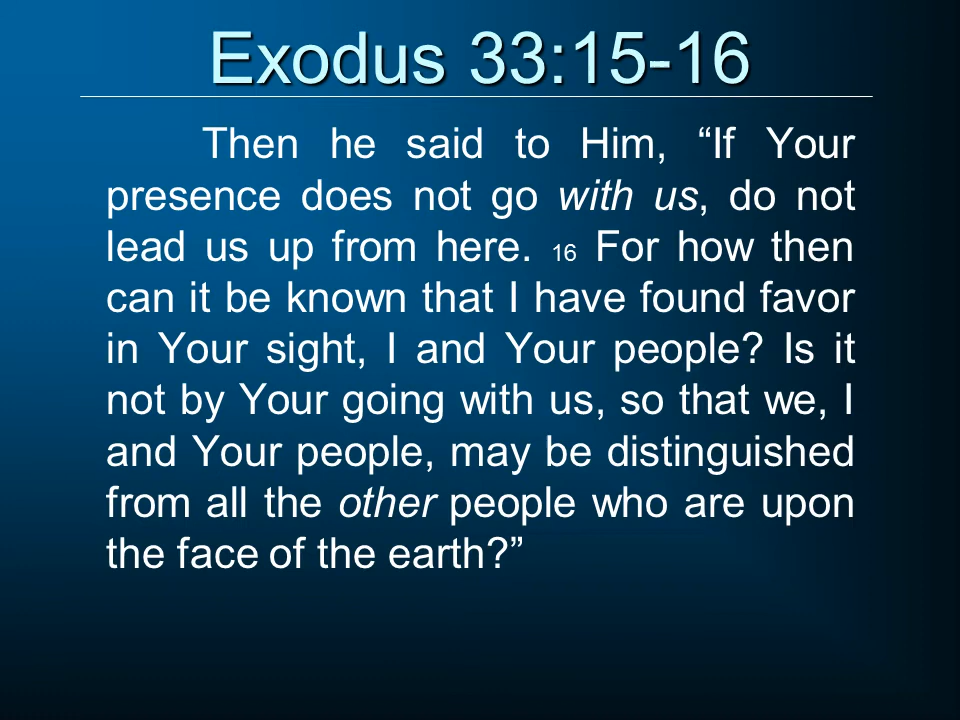 Exodus 33:15-16
Then he said to Him, “If Your
presence does not go with us, do not
lead us up from here. 16 For how then
can it be known that I have found favor
in Your sight, I and Your people? Is it
not by Your going with us, so that we, I
and Your people, may be distinguished
from all the other people who are upon
the face of the earth?”